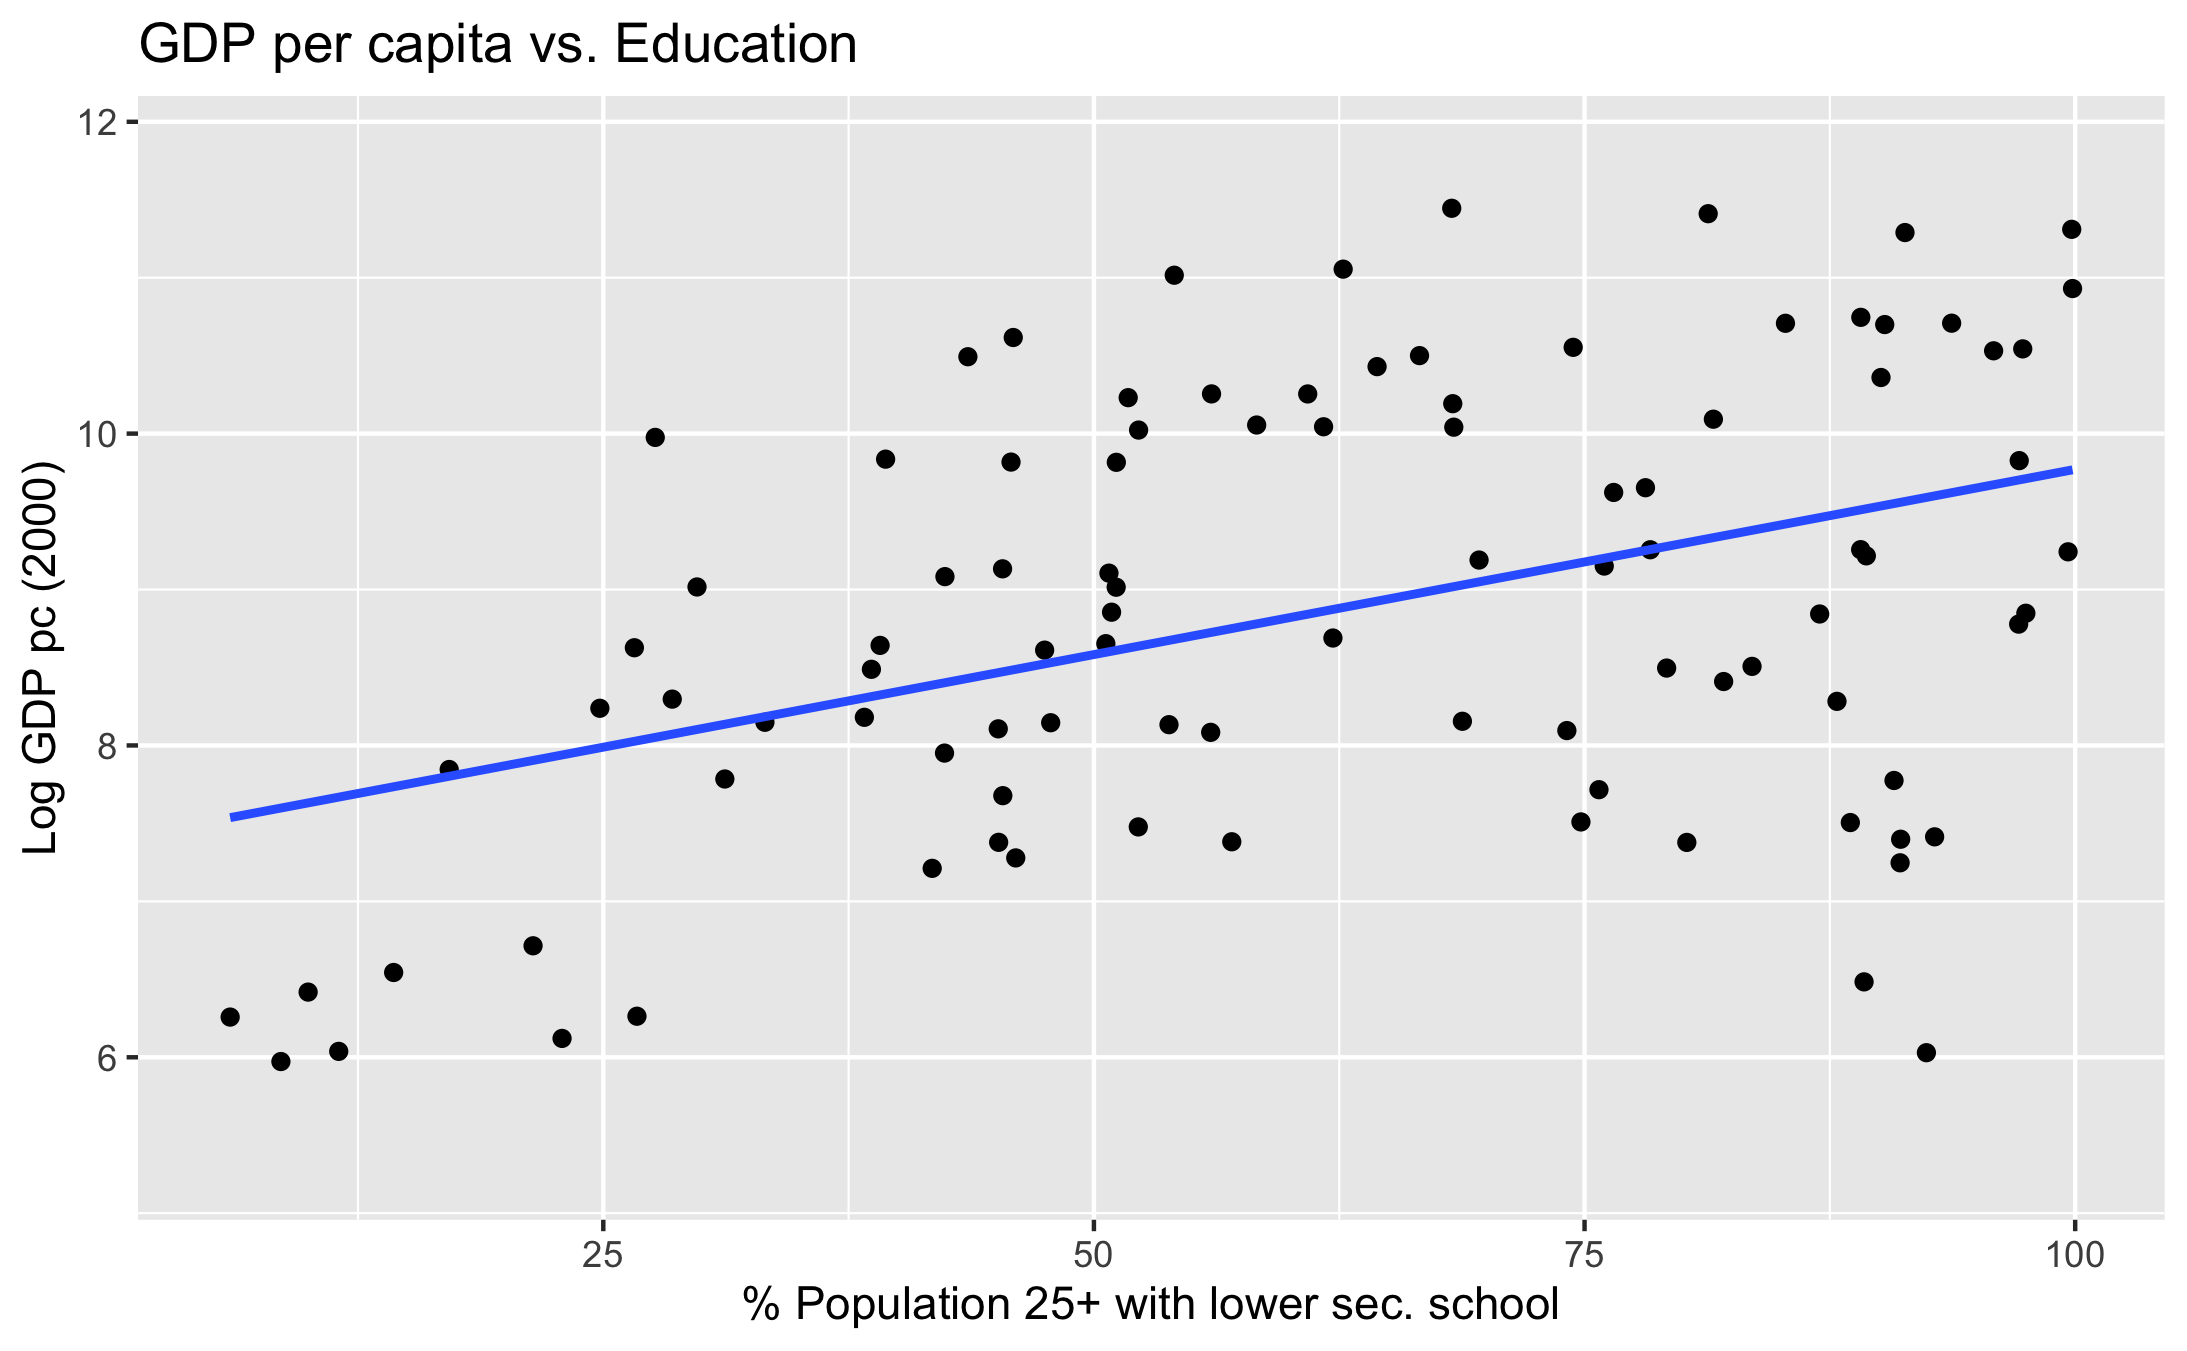 GDP per capita vs. Education
12
10
8
6
Log GDP pc (2000)
25 50 75 100
% Population 25+ with lower sec. school